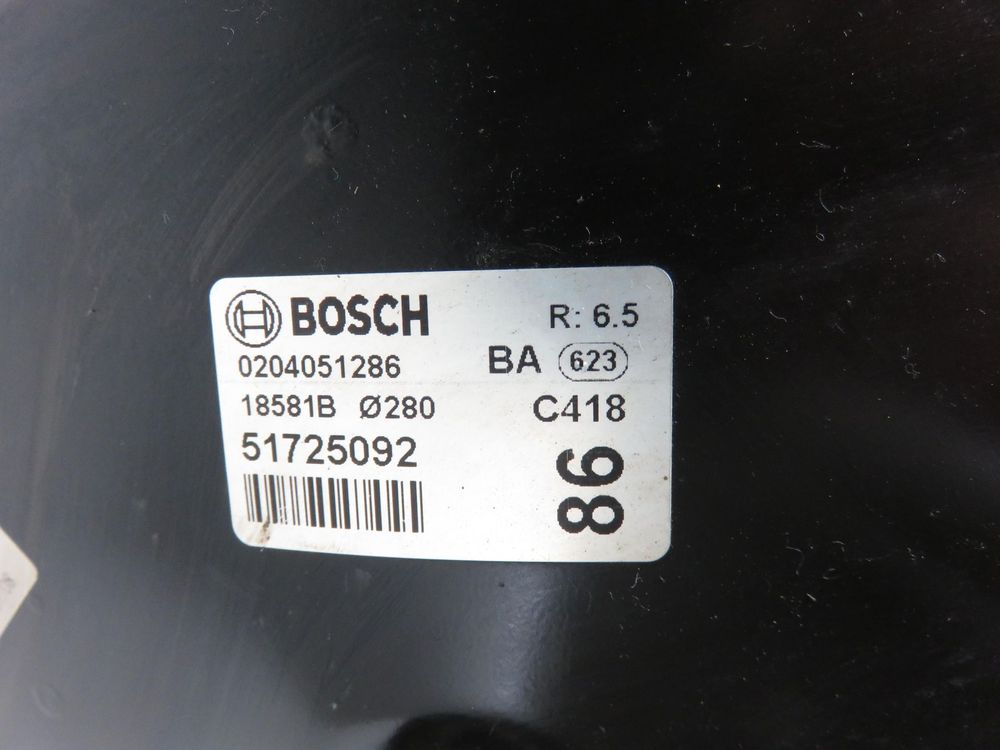 BOSCH R: 6.5
0204051286 BA 623
18581B Ø280 C418
51725092
86